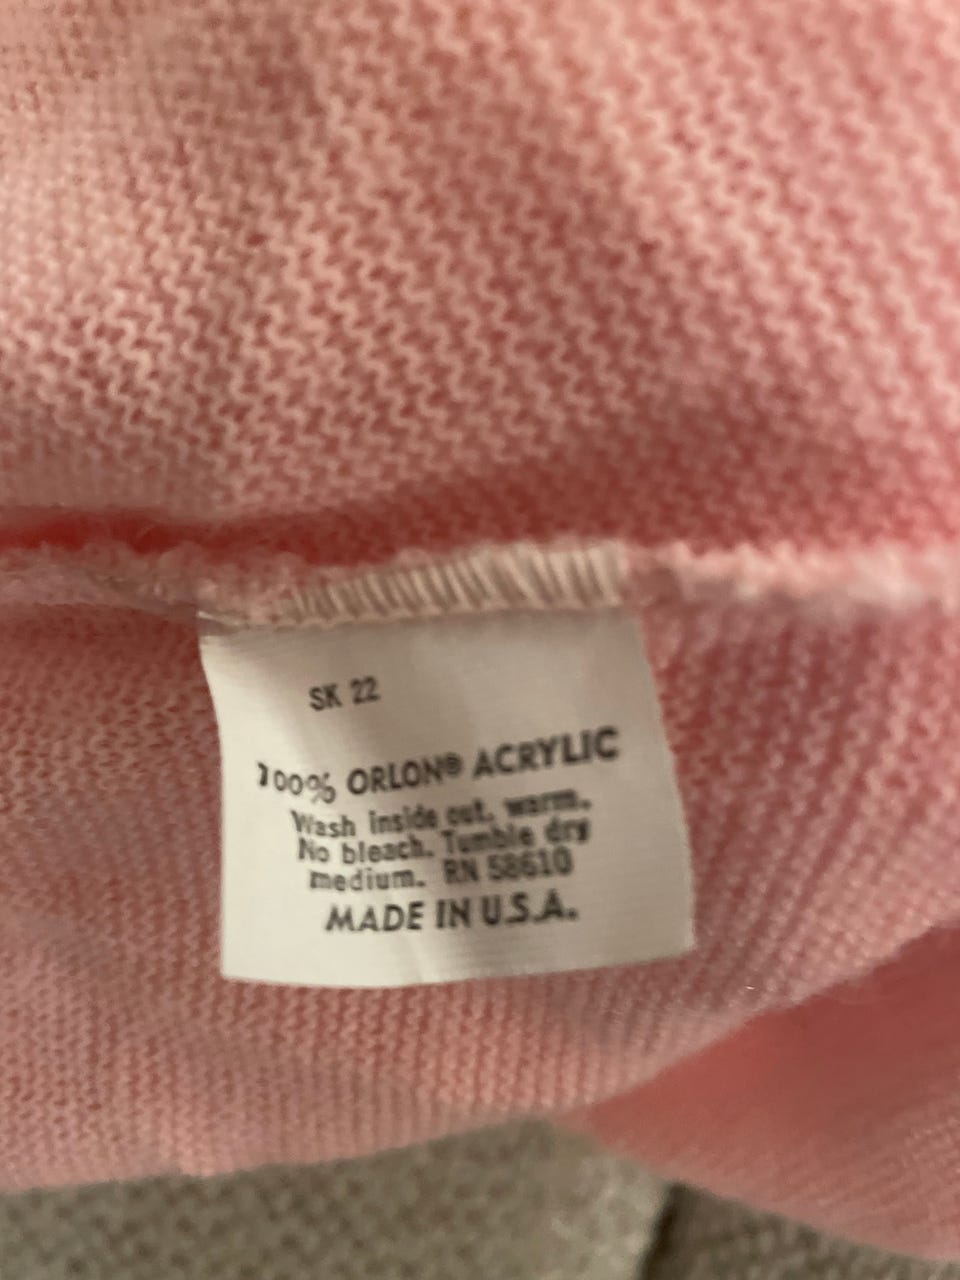 SK 22
100% ORLON® ACRYLIC
Wash inside out, warm.
No bleach. Tumble dry
medium. RN 58610
MADE IN U.S.A.